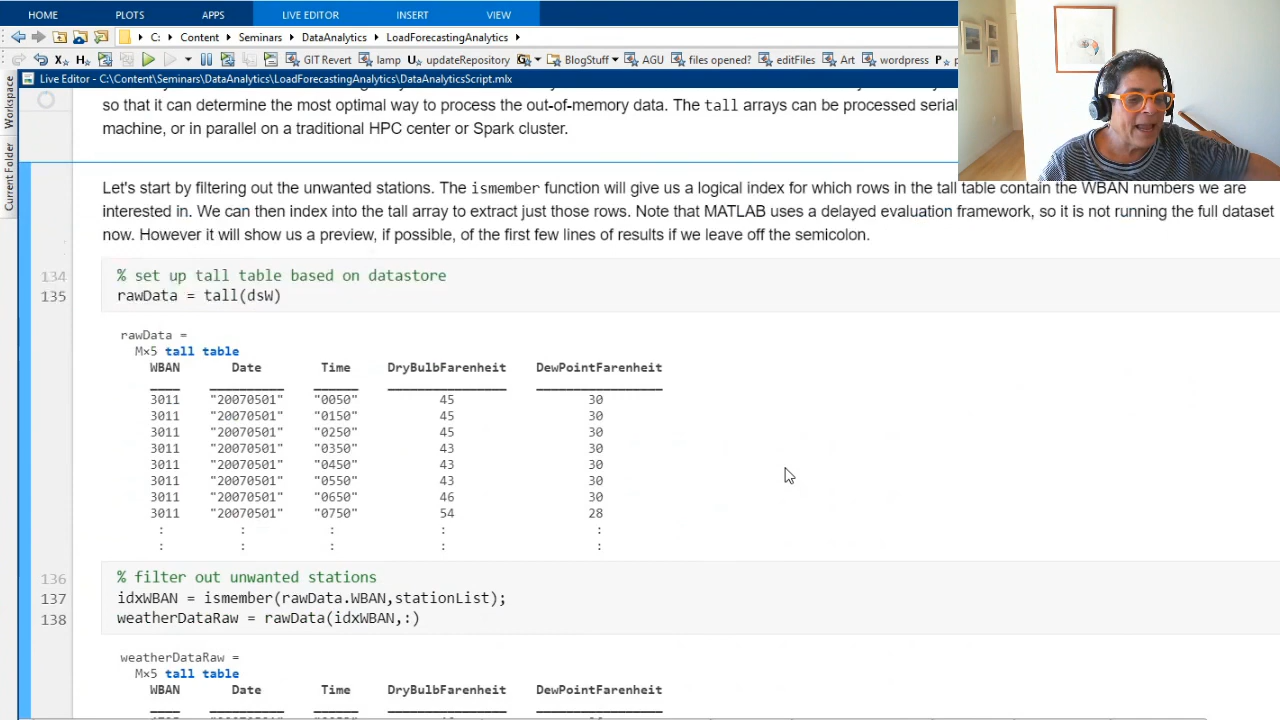 HOME PLOTS APPS LIVE EDITOR INSERT VIEW
C: Content Seminars DataAnalytics LoadForecastingAnalytics
GIT Revert lamp updateRepository BlogStuff AGU files opened? editFiles Art wordpress
Live Editor - C:\Content\Seminars\DataAnalytics\LoadForecastingAnalytics\DataAnalyticsScript.mlx
Workspace
Current Folder
so that it can determine the most optimal way to process the out-of-memory data. The tall arrays can be processed serial
machine, or in parallel on a traditional HPC center or Spark cluster.
Let's start by filtering out the unwanted stations. The ismember function will give us a logical index for which rows in the tall table contain the WBAN numbers we are
interested in. We can then index into the tall array to extract just those rows. Note that MATLAB uses a delayed evaluation framework, so it is not running the full dataset
now. However it will show us a preview, if possible, of the first few lines of results if we leave off the semicolon.
134 % set up tall table based on datastore
135 rawData = tall(dsW)
rawData =
M×5 tall table
WBAN Date Time DryBulbFarenheit DewPointFarenheit
3011 "20070501" "0050" 45 30
3011 "20070501" "0150" 45 30
3011 "20070501" "0250" 45 30
3011 "20070501" "0350" 43 30
3011 "20070501" "0450" 43 30
3011 "20070501" "0550" 43 30
3011 "20070501" "0650" 46 30
3011 "20070501" "0750" 54 28
: : : : :
: : : : :
136 % filter out unwanted stations
137 idxWBAN = ismember(rawData.WBAN,stationList);
138 weatherDataRaw = rawData(idxWBAN,:)
weatherDataRaw =
M×5 tall table
WBAN Date Time DryBulbFarenheit DewPointFarenheit